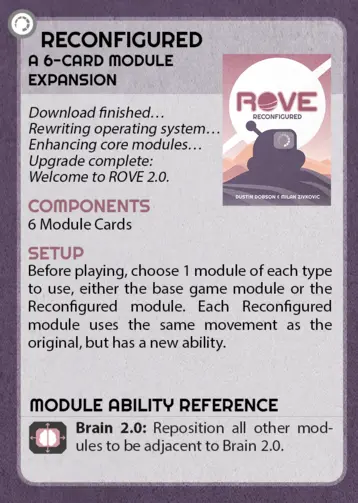 RECONFIGURED
A 6-CARD MODULE
EXPANSION
Download finished…
Rewriting operating system…
Enhancing core modules…
Upgrade complete:
Welcome to ROVE 2.0.
ROVE
RECONFIGURED
DUSTIN DOBSON & MILAN ZIVKOVIC
COMPONENTS
6 Module Cards
SETUP
Before playing, choose 1 module of each type
to use, either the base game module or the
Reconfigured module. Each Reconfigured
module uses the same movement as the
original, but has a new ability.
MODULE ABILITY REFERENCE
Brain 2.0: Reposition all other mod-
ules to be adjacent to Brain 2.0.